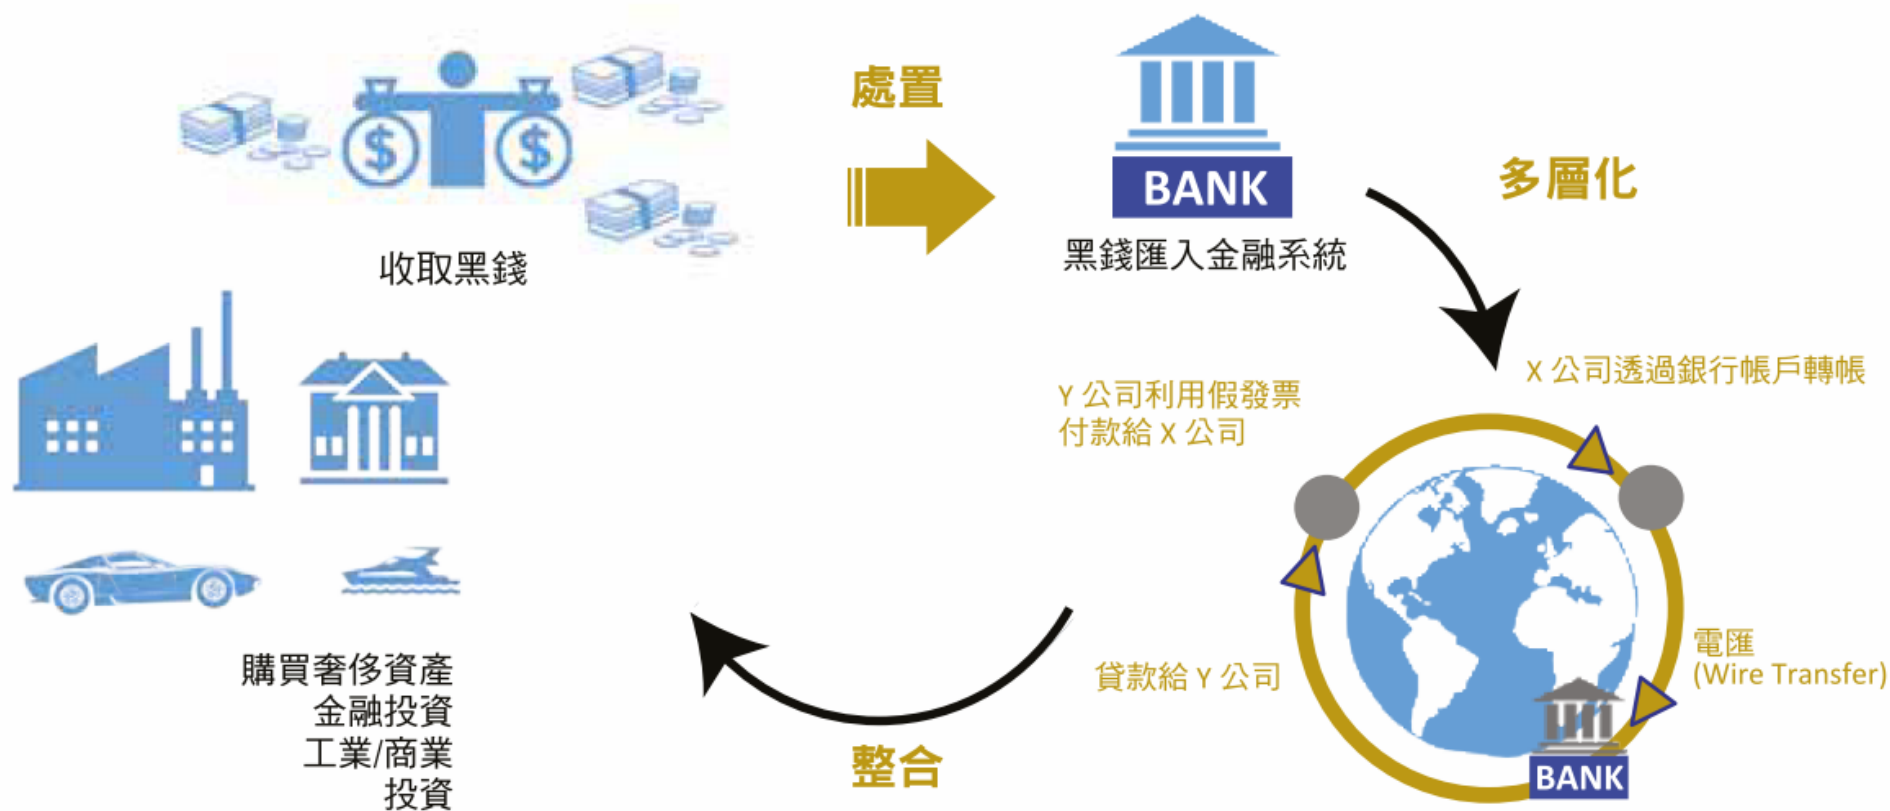 處置
BANK
多層化
收取黑錢
黑錢匯入金融系統
X 公司透過銀行帳戶轉帳
Y 公司利用假發票
付款給 X 公司
電匯
(Wire Transfer)
貸款給 Y 公司
BANK
整合
購買奢侈資產
金融投資
工業/商業
投資
$
$